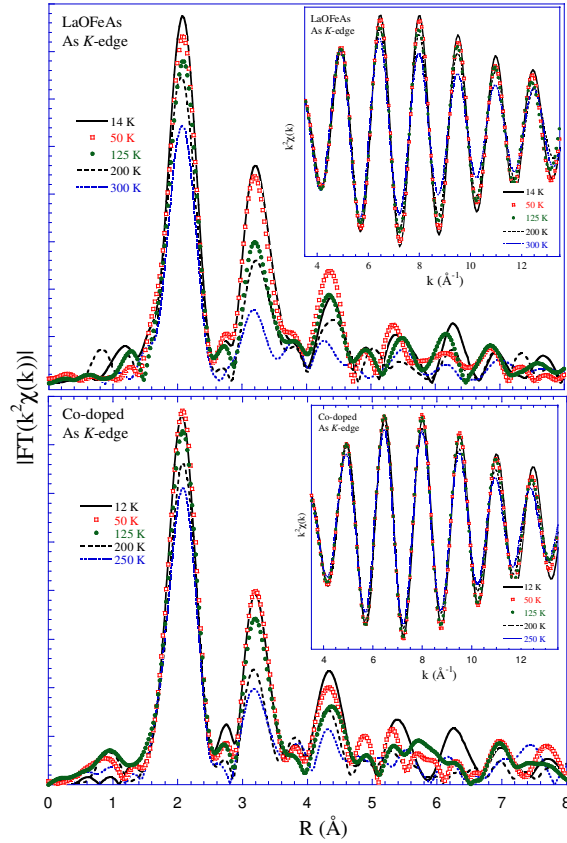 LaOFeAs
As K-edge
14 K
50 K
125 K
200 K
300 K
LaOFeAs
As K-edge
k²χ(k)
14 K
50 K
125 K
200 K
300 K
4 6 8 10 12
k (Å⁻¹)
|FT(k²χ(k))|
Co-doped
As K-edge
12 K
50 K
125 K
200 K
250 K
Co-doped
As K-edge
k²χ(k)
12 K
50 K
125 K
200 K
250 K
4 6 8 10 12
k (Å⁻¹)
0 1 2 3 4 5 6 7 8
R (Å)